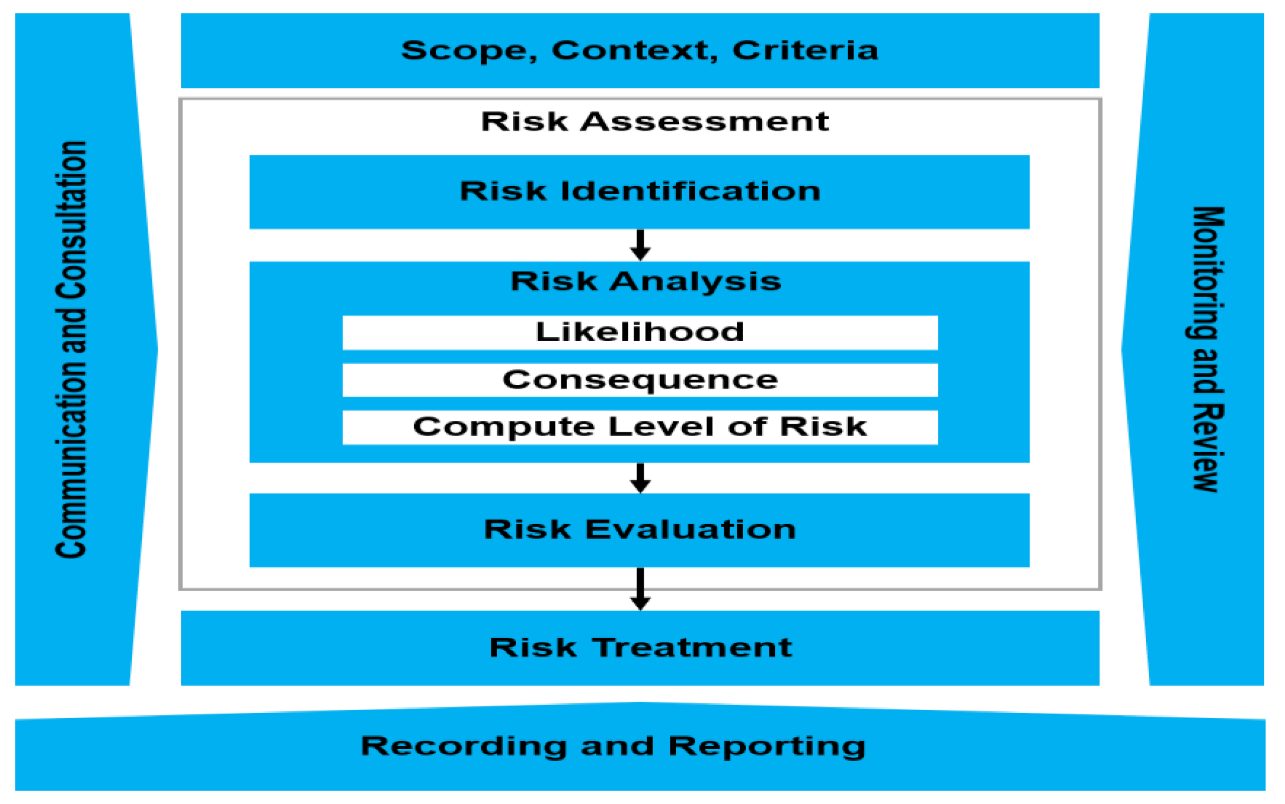 Scope, Context, Criteria
Risk Assessment
Risk Identification
Risk Analysis
Likelihood
Consequence
Compute Level of Risk
Risk Evaluation
Risk Treatment
Communication and Consultation
Monitoring and Review
Recording and Reporting